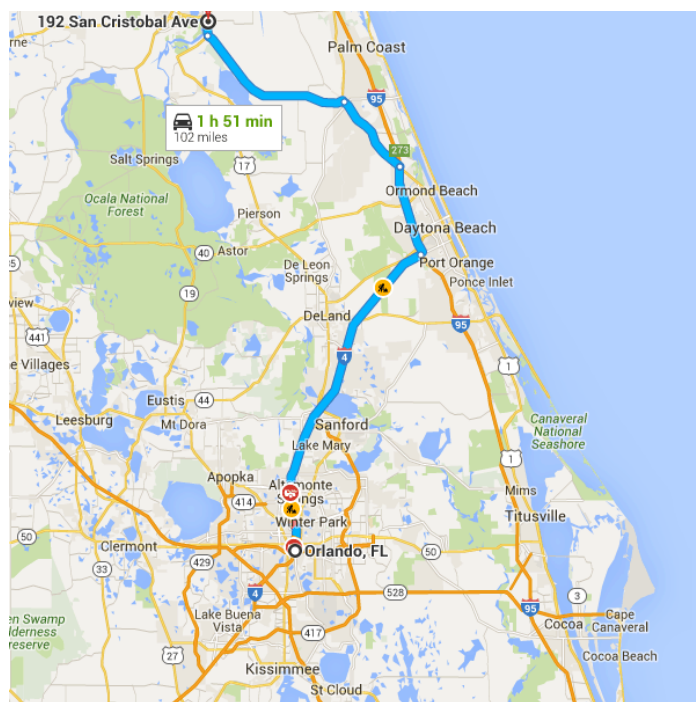 192 San Cristobal Ave
Palm Coast
95
1 h 51 min
102 miles
Salt Springs
17
273
Ormond Beach
Ocala National
Forest
Pierson
Daytona Beach
40
Astor
De Leon
Springs
Port Orange
Ponce Inlet
19
DeLand
95
441
4
1
e Villages
Eustis
44
Leesburg
Mt Dora
Sanford
Canaveral
National
Seashore
Lake Mary
1
Apopka
Altamonte
Springs
Mims
414
Winter Park
Titusville
50
Clermont
Orlando, FL
50
33
429
4
528
95
3
en Swamp
ilderness
reserve
Lake Buena
Vista
417
Cocoa
Cape
Canaveral
27
Kissimmee
Cocoa Beach
St Cloud